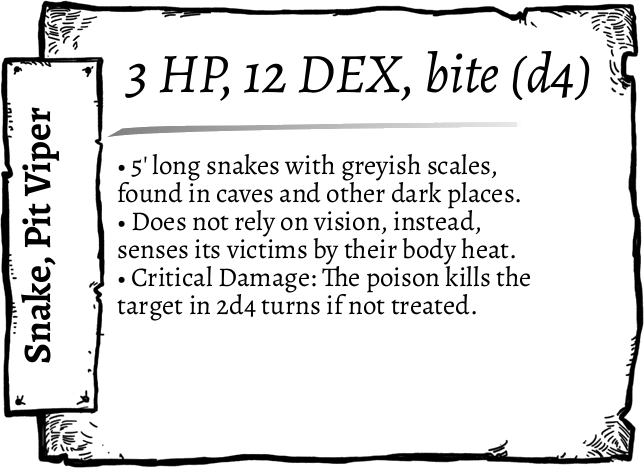 Snake, Pit Viper
3 HP, 12 DEX, bite (d4)
• 5' long snakes with greyish scales,
found in caves and other dark places.
• Does not rely on vision, instead,
senses its victims by their body heat.
• Critical Damage: The poison kills the
target in 2d4 turns if not treated.